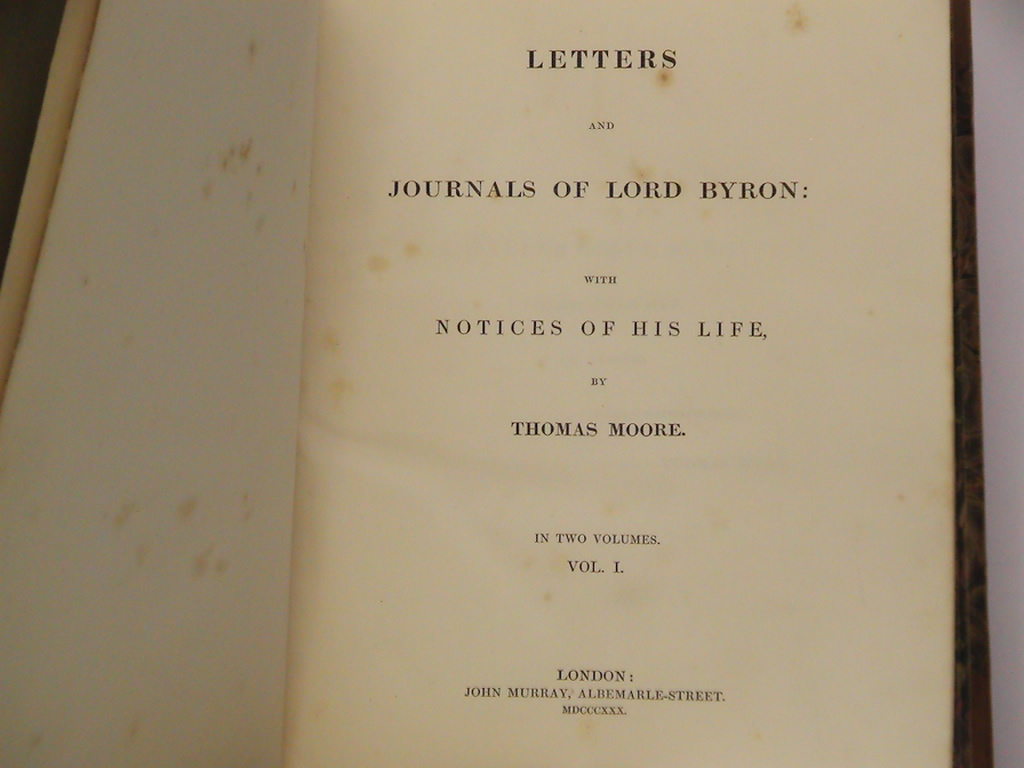 LETTERS
AND
JOURNALS OF LORD BYRON:
WITH
NOTICES OF HIS LIFE,
BY
THOMAS MOORE.
IN TWO VOLUMES.
VOL. I.
LONDON:
JOHN MURRAY, ALBEMARLE-STREET.
MDCCCXXX.